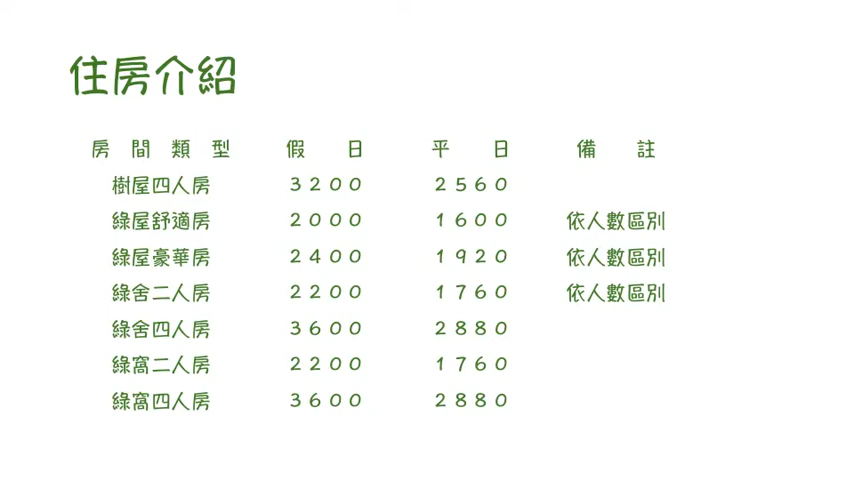 住房介紹
房間類型 假日 平日 備註
樹屋四人房 3200 2560
綠屋舒適房 2000 1600 依人數區別
綠屋豪華房 2400 1920 依人數區別
綠舍二人房 2200 1760 依人數區別
綠舍四人房 3600 2880
綠窩二人房 2200 1760
綠窩四人房 3600 2880